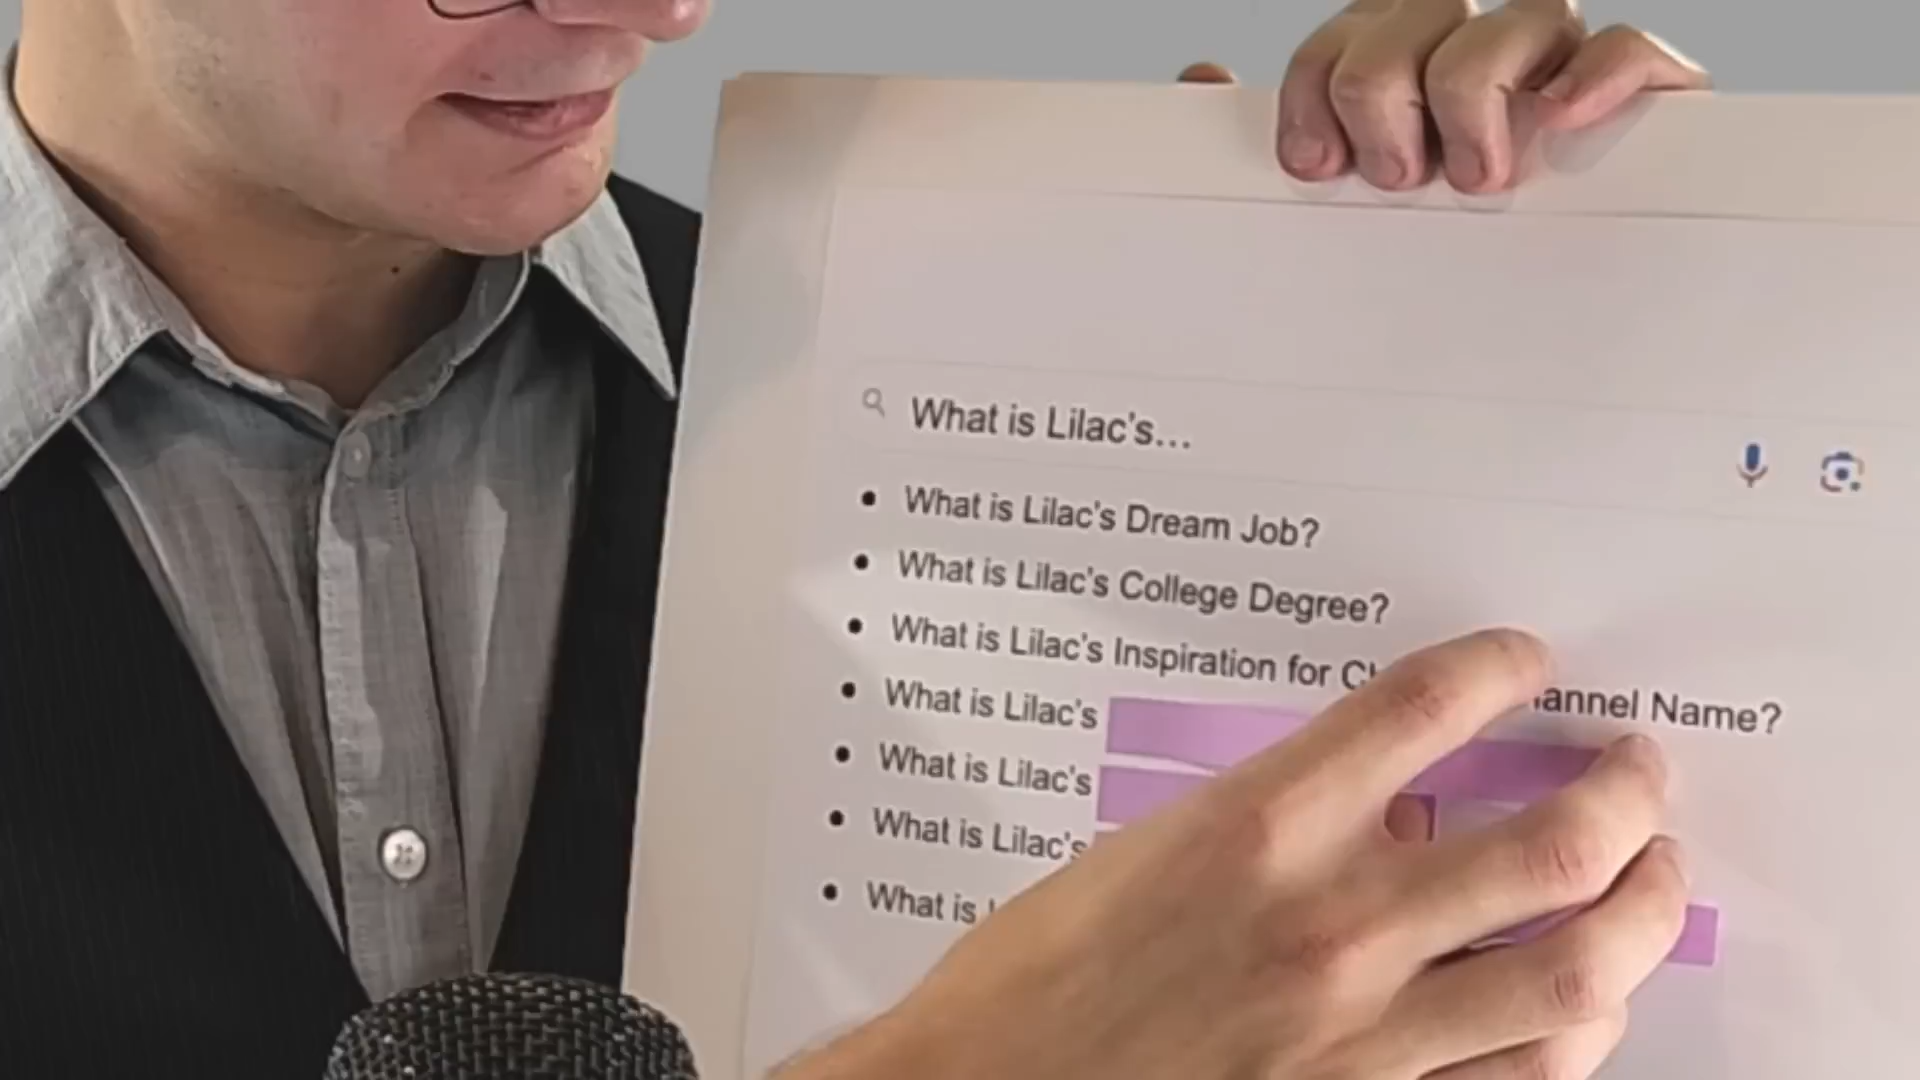 What is Lilac's...
What is Lilac's Dream Job?
What is Lilac's College Degree?
What is Lilac's Inspiration for Channel Name?
What is Lilac's
What is Lilac's
What is Lilac's
What is